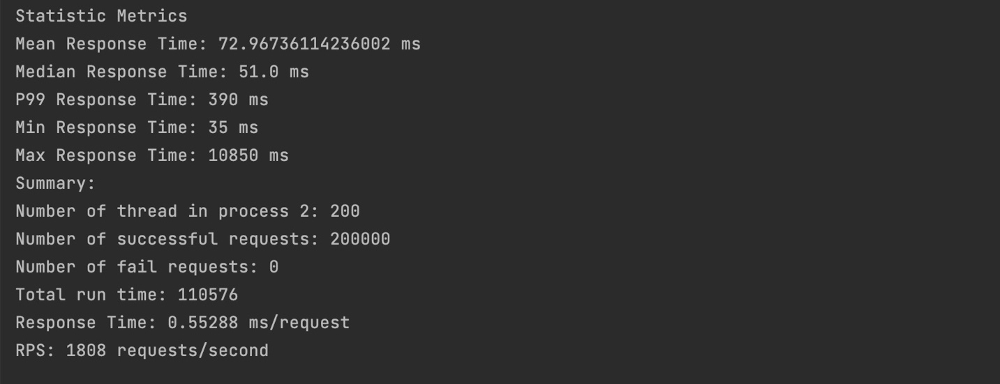 Statistic Metrics
Mean Response Time: 72.96736114236002 ms
Median Response Time: 51.0 ms
P99 Response Time: 390 ms
Min Response Time: 35 ms
Max Response Time: 10850 ms
Summary:
Number of thread in process 2: 200
Number of successful requests: 200000
Number of fail requests: 0
Total run time: 110576
Response Time: 0.55288 ms/request
RPS: 1808 requests/second